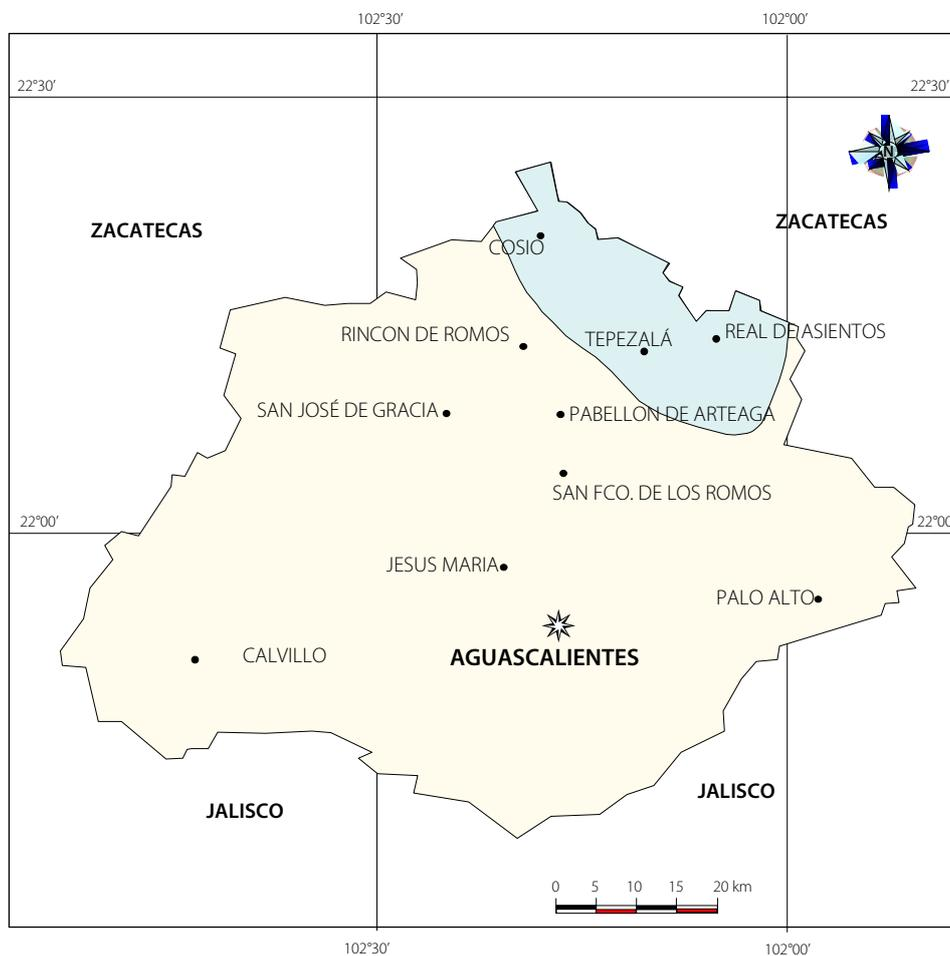 102°30’ 102°00’
22°30’ 22°30’
N
ZACATECAS ZACATECAS
COSIO
RINCON DE ROMOS TEPEZALÁ REAL DE ASIENTOS
SAN JOSÉ DE GRACIA PABELLON DE ARTEAGA
SAN FCO. DE LOS ROMOS
22°00’ 22°00
JESUS MARIA
PALO ALTO
CALVILLO AGUASCALIENTES
JALISCO JALISCO
0 5 10 15 20 km
102°30’ 102°00’